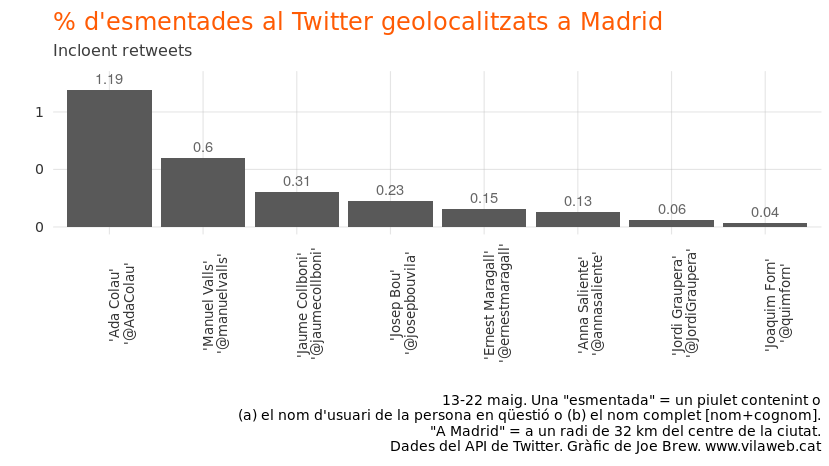 % d'esmentades al Twitter geolocalitzats a Madrid
Incloent retweets
1
0
0
1.19
0.6
0.31
0.23
0.15
0.13
0.06
0.04
'Ada Colau'
'@AdaColau'
'Manuel Valls'
'@manuelvalls'
'Jaume Collboni'
'@jaumecollboni'
'Josep Bou'
'@josepbouvila'
'Ernest Maragall'
'@ernestmaragall'
'Anna Saliente'
'@annasaliente'
'Jordi Graupera'
'@JordiGraupera'
'Joaquim Forn'
'@quimforn'
13-22 maig. Una "esmentada" = un piulet contenint o
(a) el nom d'usuari de la persona en qüestió o (b) el nom complet [nom+cognom].
"A Madrid" = a un radi de 32 km del centre de la ciutat.
Dades del API de Twitter. Gràfic de Joe Brew. www.vilaweb.cat